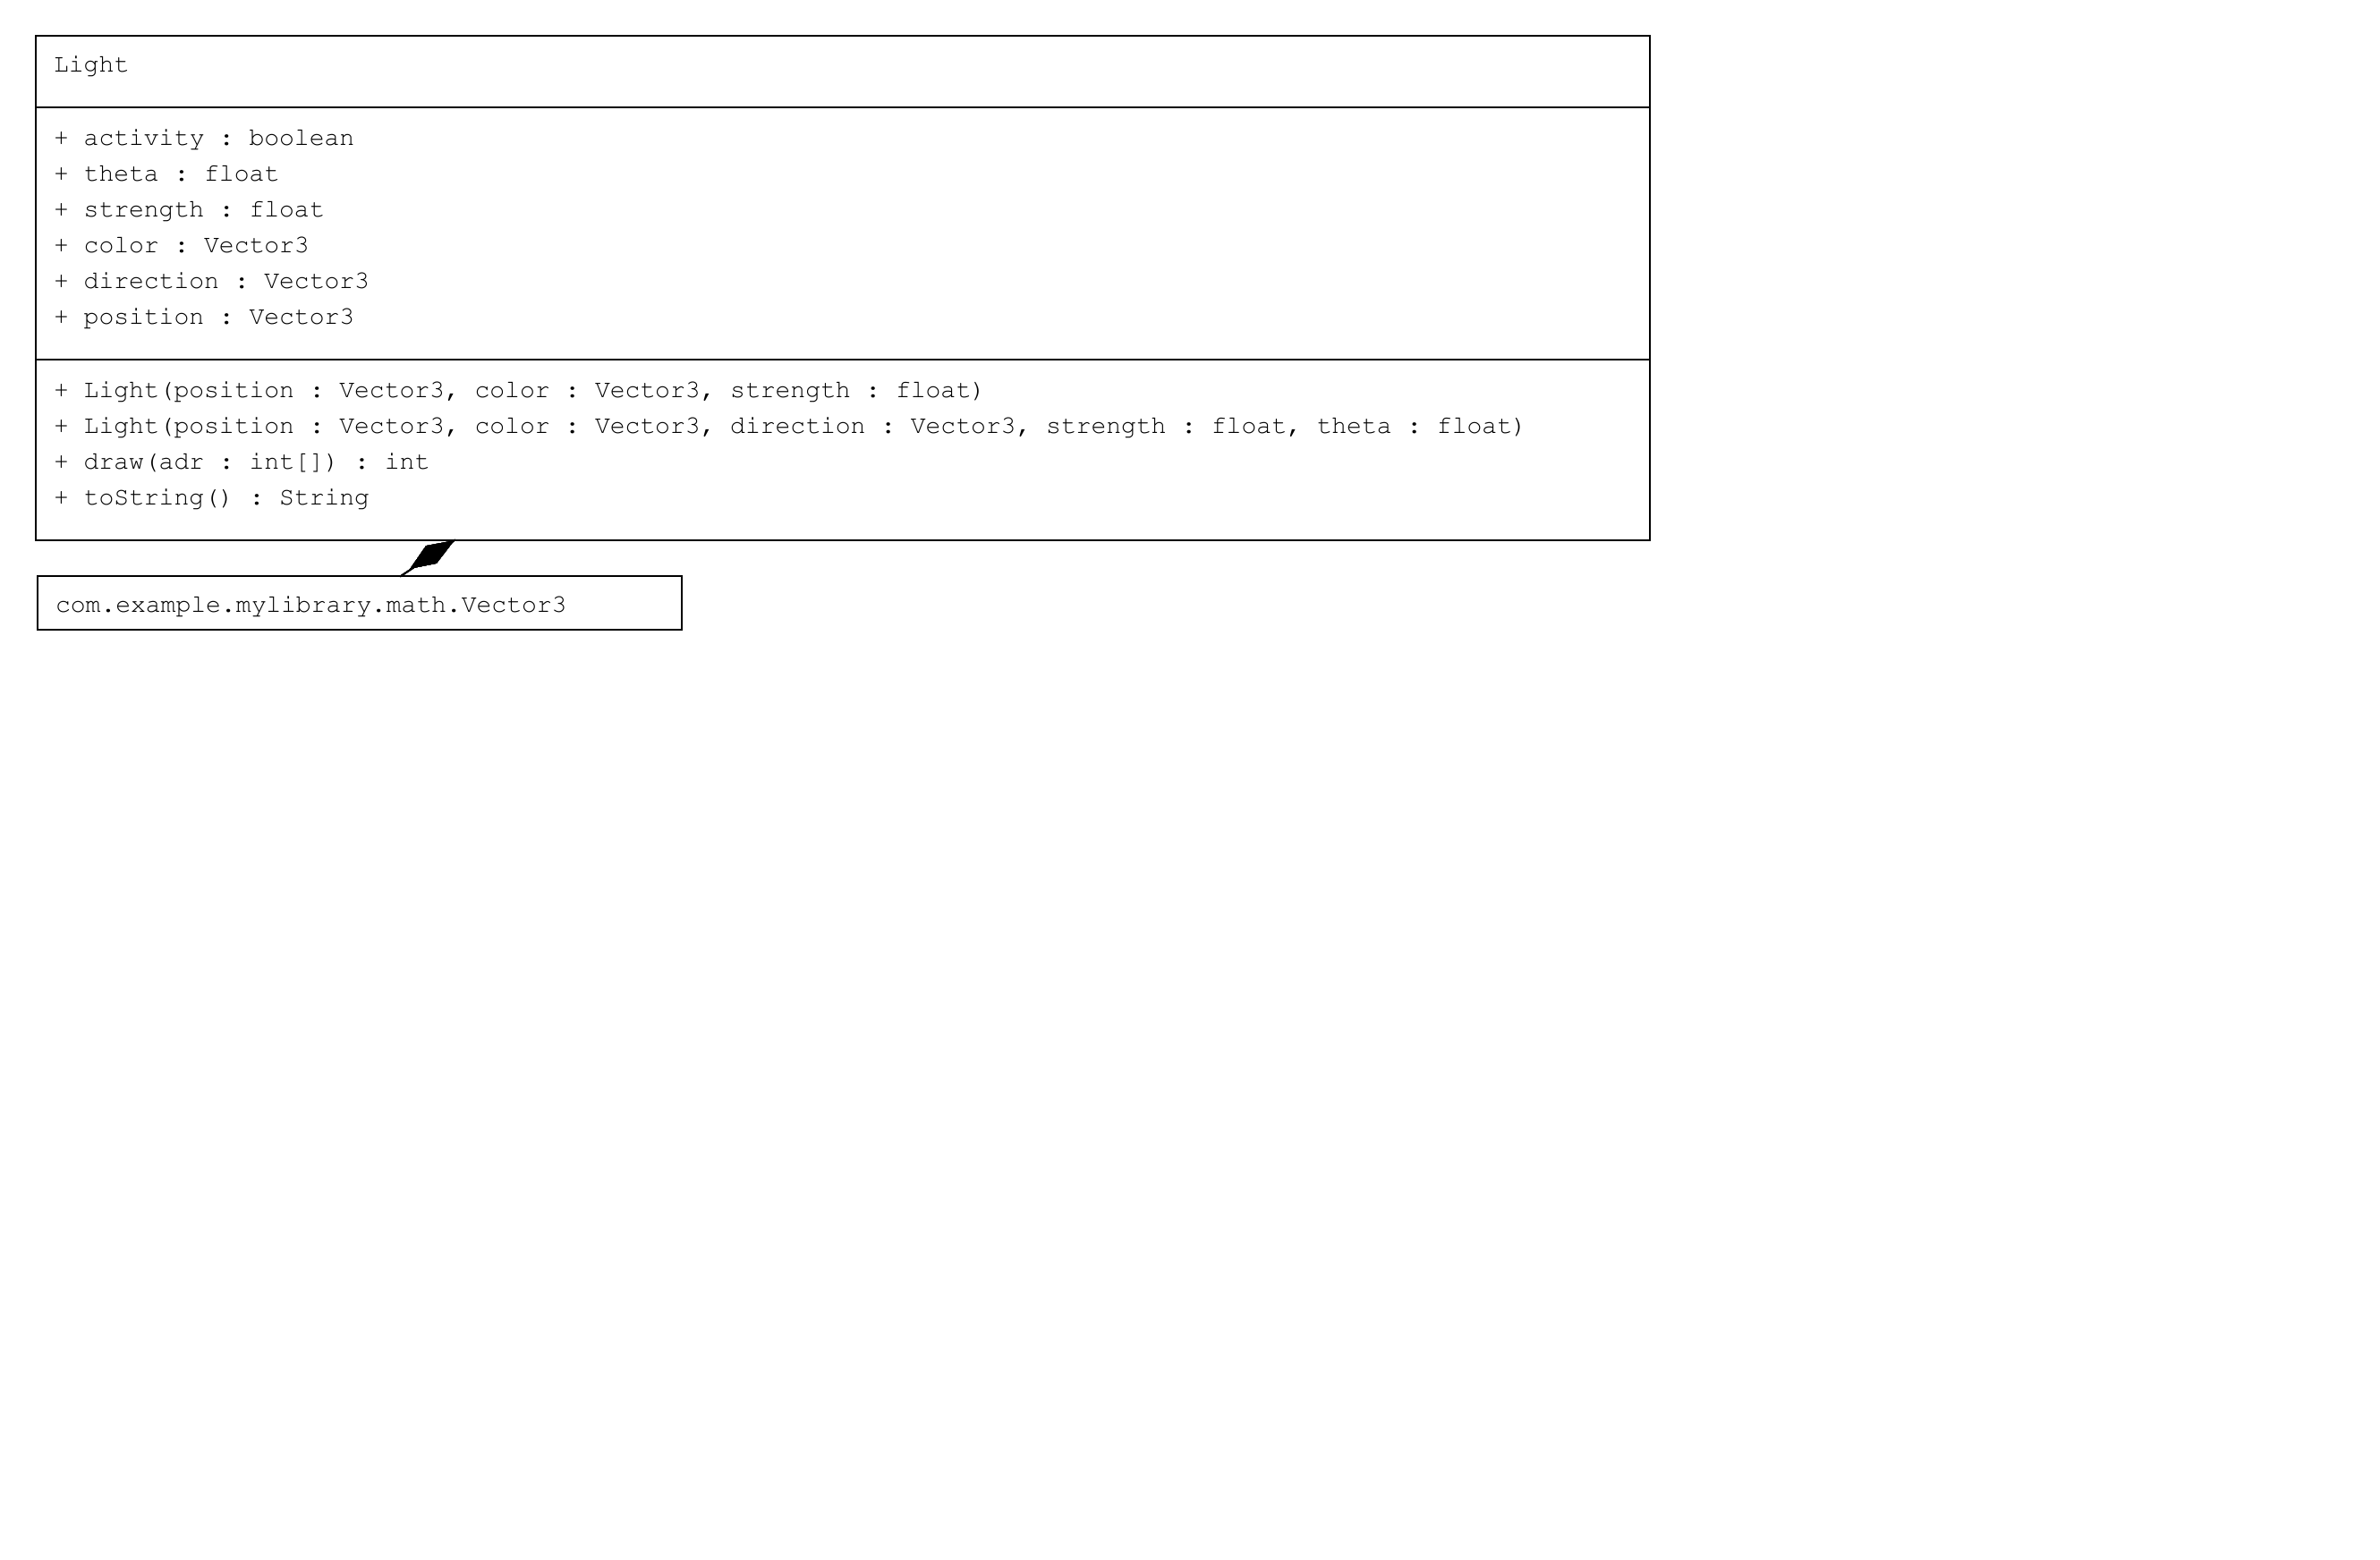 Light
+ activity : boolean
+ theta : float
+ strength : float
+ color : Vector3
+ direction : Vector3
+ position : Vector3
+ Light(position : Vector3, color : Vector3, strength : float)
+ Light(position : Vector3, color : Vector3, direction : Vector3, strength : float, theta : float)
+ draw(adr : int[]) : int
+ toString() : String
com.example.mylibrary.math.Vector3